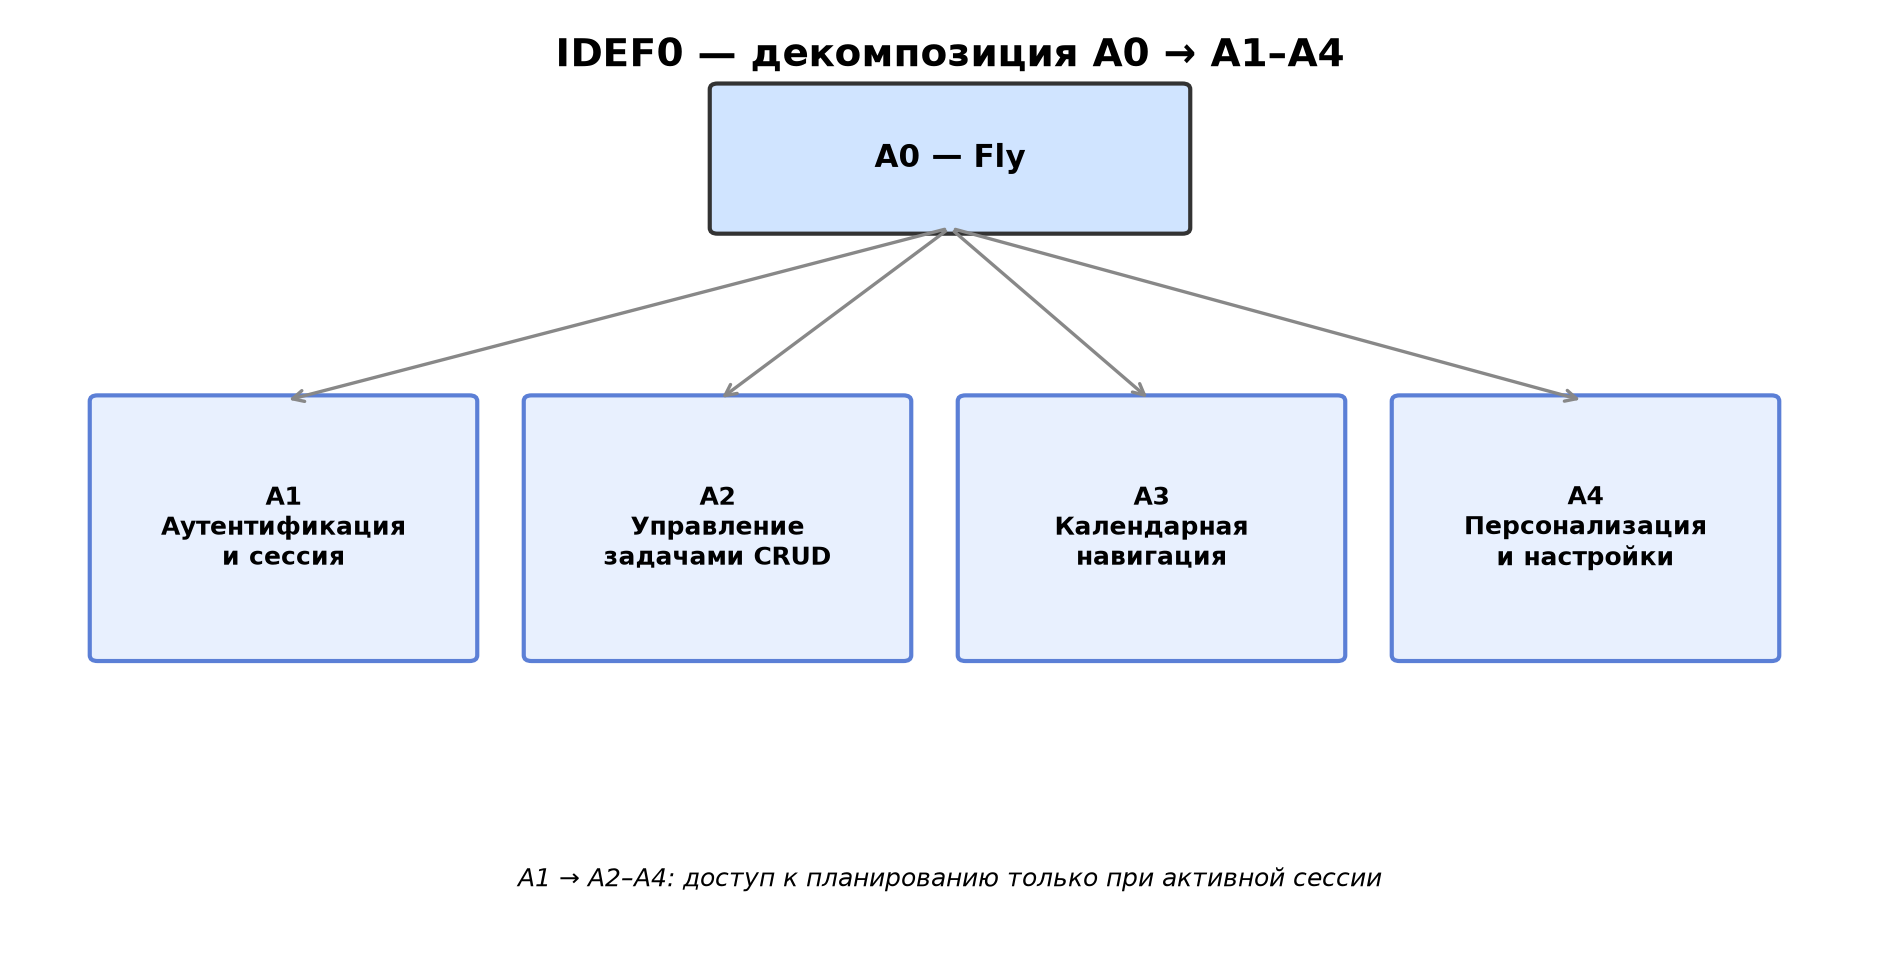 IDEF0 — декомпозиция A0 → A1–A4
A0 — Fly
A1
Аутентификация
и сессия
A2
Управление
задачами CRUD
A3
Календарная
навигация
A4
Персонализация
и настройки
A1 → A2–A4: доступ к планированию только при активной сессии